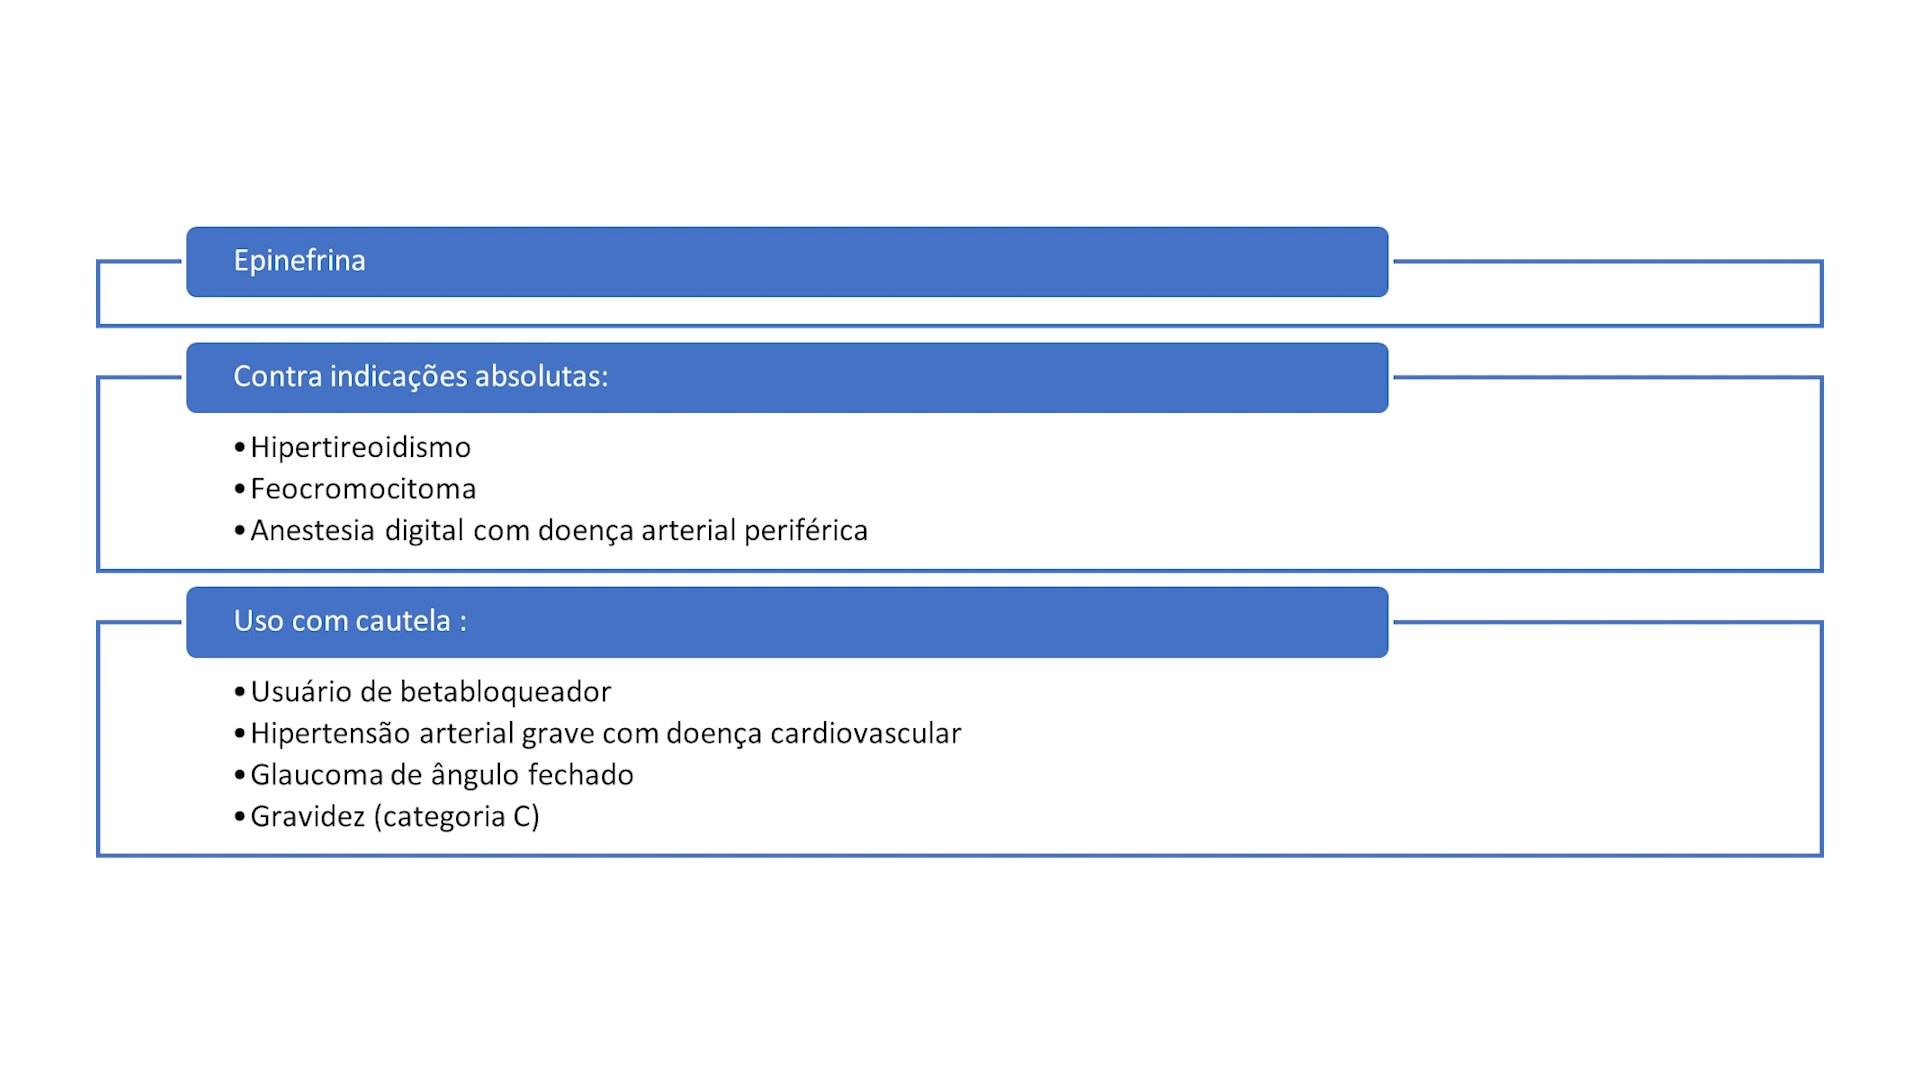 Epinefrina
Contra indicações absolutas:
•Hipertireoidismo
•Feocromocitoma
•Anestesia digital com doença arterial periférica
Uso com cautela :
•Usuário de betabloqueador
•Hipertensão arterial grave com doença cardiovascular
•Glaucoma de ângulo fechado
•Gravidez (categoria C)